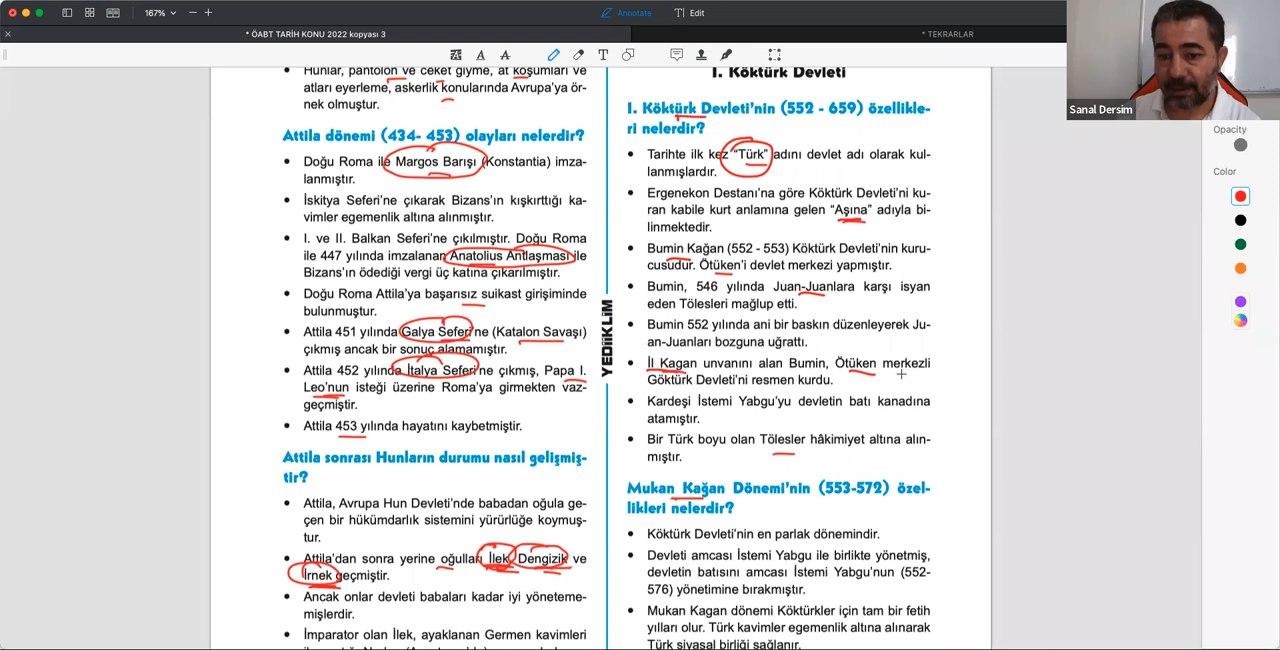 167%
Annotate
Edit
* ÖABT TARİH KONU 2022 kopyası 3
* TEKRARLAR
Sanal Dersim
Opacity
Color
Hunlar, pantolon ve ceket giyme, at koşumları ve
atları eyerleme, askerlik konularında Avrupa'ya ör-
nek olmuştur.
Attila dönemi (434- 453) olayları nelerdir?
Doğu Roma ile Margos Barışı (Konstantia) imza-
lanmıştır.
İskitya Seferi'ne çıkarak Bizans'ın kışkırttığı ka-
vimler egemenlik altına alınmıştır.
I. ve II. Balkan Seferi'ne çıkılmıştır. Doğu Roma
ile 447 yılında imzalanan Anatolius Antlaşması ile
Bizans'ın ödediği vergi üç katına çıkarılmıştır.
Doğu Roma Attila'ya başarısız suikast girişiminde
bulunmuştur.
Attila 451 yılında Galya Seferi'ne (Katalon Savaşı)
çıkmış ancak bir sonuç alamamıştır.
Attila 452 yılında İtalya Seferi'ne çıkmış, Papa I.
Leo'nun isteği üzerine Roma'ya girmekten vaz-
geçmiştir.
Attila 453 yılında hayatını kaybetmiştir.
Attila sonrası Hunların durumu nasıl gelişmiş-
tir?
Attila, Avrupa Hun Devleti'nde babadan oğula ge-
çen bir hükümdarlık sistemini yürürlüğe koymuş-
tur.
Attila'dan sonra yerine oğulları İlek, Dengizik ve
İrnek geçmiştir.
Ancak onlar devleti babaları kadar iyi yöneteme-
mişlerdir.
İmparator olan İlek, ayaklanan Germen kavimleri
YEDİİKLİM
I. Köktürk Devleti
I. Köktürk Devleti'nin (552 - 659) özellikle-
ri nelerdir?
Tarihte ilk kez "Türk" adını devlet adı olarak kul-
lanmışlardır.
Ergenekon Destanı'na göre Köktürk Devleti'ni ku-
ran kabile kurt anlamına gelen "Aşına" adıyla bi-
linmektedir.
Bumin Kağan (552 - 553) Köktürk Devleti'nin kuru-
cusudur. Ötüken'i devlet merkezi yapmıştır.
Bumin, 546 yılında Juan-Juanlara karşı isyan
eden Tölesleri mağlup etti.
Bumin 552 yılında ani bir baskın düzenleyerek Ju-
an-Juanları bozguna uğrattı.
İl Kagan unvanını alan Bumin, Ötüken merkezli
Göktürk Devleti'ni resmen kurdu.
Kardeşi İstemi Yabgu'yu devletin batı kanadına
atamıştır.
Bir Türk boyu olan Tölesler hâkimiyet altına alın-
mıştır.
Mukan Kağan Dönemi'nin (553-572) özel-
likleri nelerdir?
Köktürk Devleti'nin en parlak dönemindir.
Devleti amcası İstemi Yabgu ile birlikte yönetmiş,
devletin batısını amcası İstemi Yabgu'nun (552-
576) yönetimine bırakmıştır.
Mukan Kagan dönemi Köktürkler için tam bir fetih
yılları olur. Türk kavimler egemenlik altına alınarak
Türk siyasal birliği sağlanır.